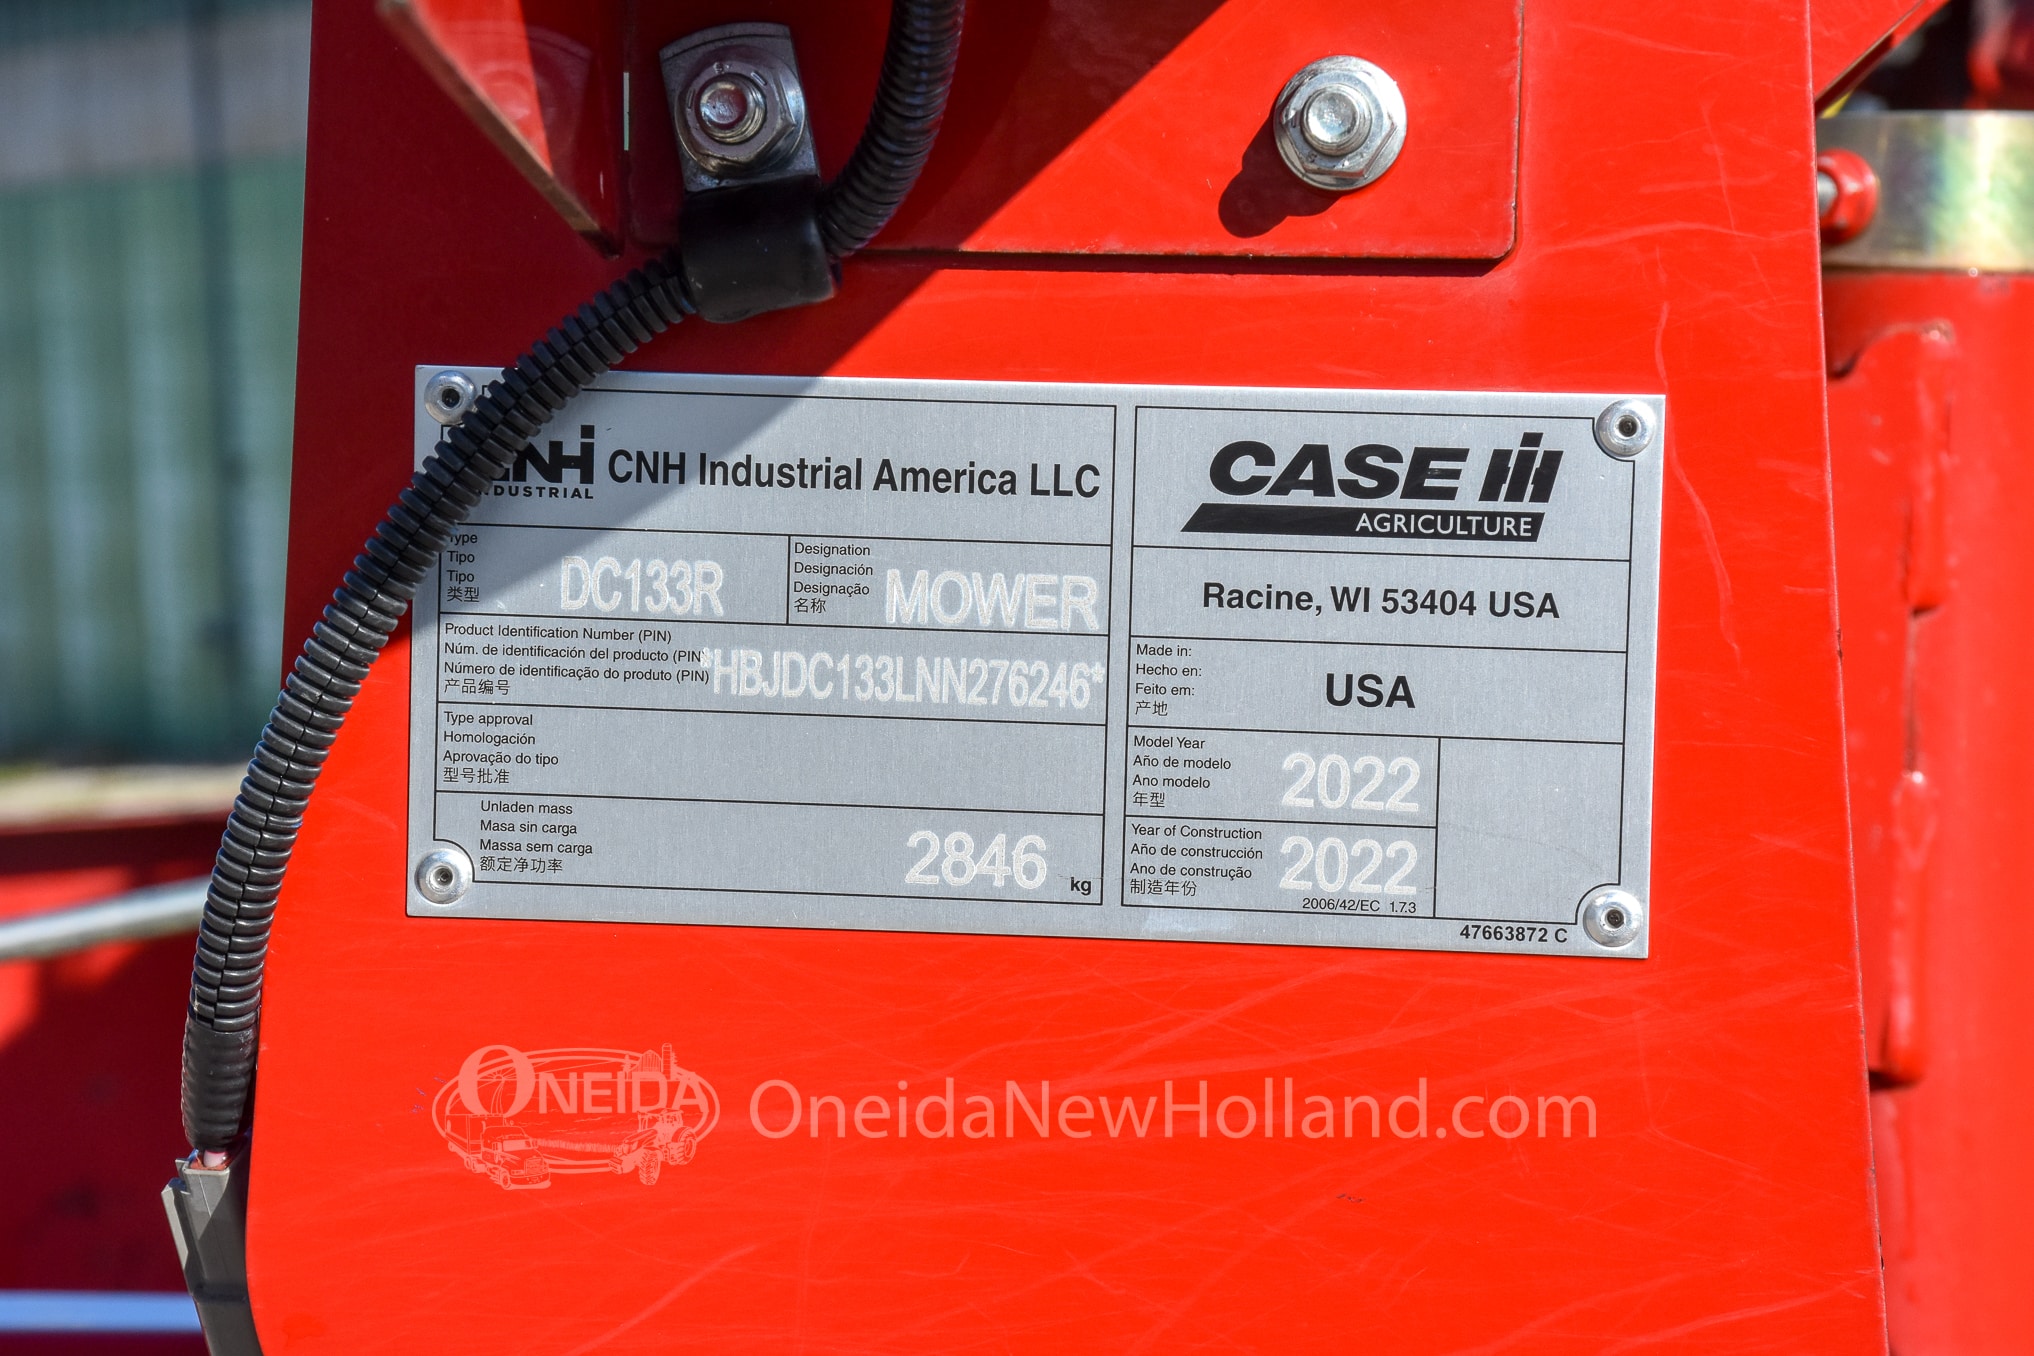 CNH Industrial America LLC
INDUSTRIAL
Type
Tipo
Tipo
类型
DC133R
Designation
Designación
Designação
名称
MOWER
Product Identification Number (PIN)
Núm. de identificación del producto (PIN
Número de identificação do produto (PIN)
产品编号
*HBJDC133LNN276246*
Type approval
Homologación
Aprovação do tipo
型号批准
Unladen mass
Masa sin carga
Massa sem carga
额定净功率
2846 kg
CASE IH
AGRICULTURE
Racine, WI 53404 USA
Made in:
Hecho en:
Feito em:
产地
USA
Model Year
Año de modelo
Ano modelo
年型
2022
Year of Construction
Año de construcción
Ano de construção
制造年份
2022
2006/42/EC 1.7.3
47663872 C
ONEIDA
OneidaNewHolland.com